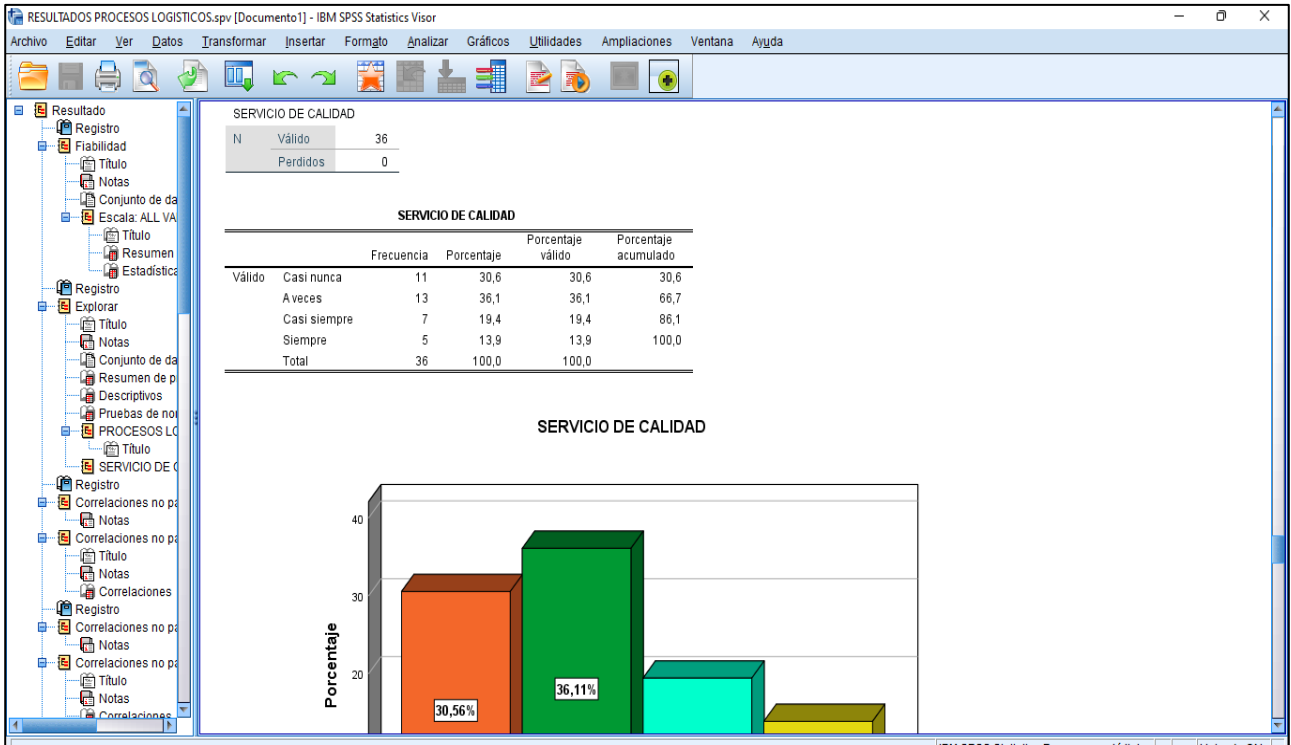 RESULTADOS PROCESOS LOGISTICOS.spv [Documento1] - IBM SPSS Statistics Visor
Archivo Editar Ver Datos Transformar Insertar Formato Analizar Gráficos Utilidades Ampliaciones Ventana Ayuda
Resultado
Registro
Fiabilidad
Título
Notas
Conjunto de da
Escala: ALL VA
Título
Resumen
Estadística
Registro
Explorar
Título
Notas
Conjunto de da
Resumen de p
Descriptivos
Pruebas de nor
PROCESOS LO
Título
SERVICIO DE C
Registro
Correlaciones no pa
Notas
Correlaciones no pa
Título
Notas
Correlaciones
Registro
Correlaciones no pa
Notas
Correlaciones no pa
Título
Notas
Correlaciones
SERVICIO DE CALIDAD
N Válido 36
Perdidos 0
SERVICIO DE CALIDAD
Frecuencia Porcentaje Porcentaje válido Porcentaje acumulado
Válido Casi nunca 11 30,6 30,6 30,6
A veces 13 36,1 36,1 66,7
Casi siempre 7 19,4 19,4 86,1
Siempre 5 13,9 13,9 100,0
Total 36 100,0 100,0
SERVICIO DE CALIDAD
Porcentaje
40
30
20
30,56%
36,11%